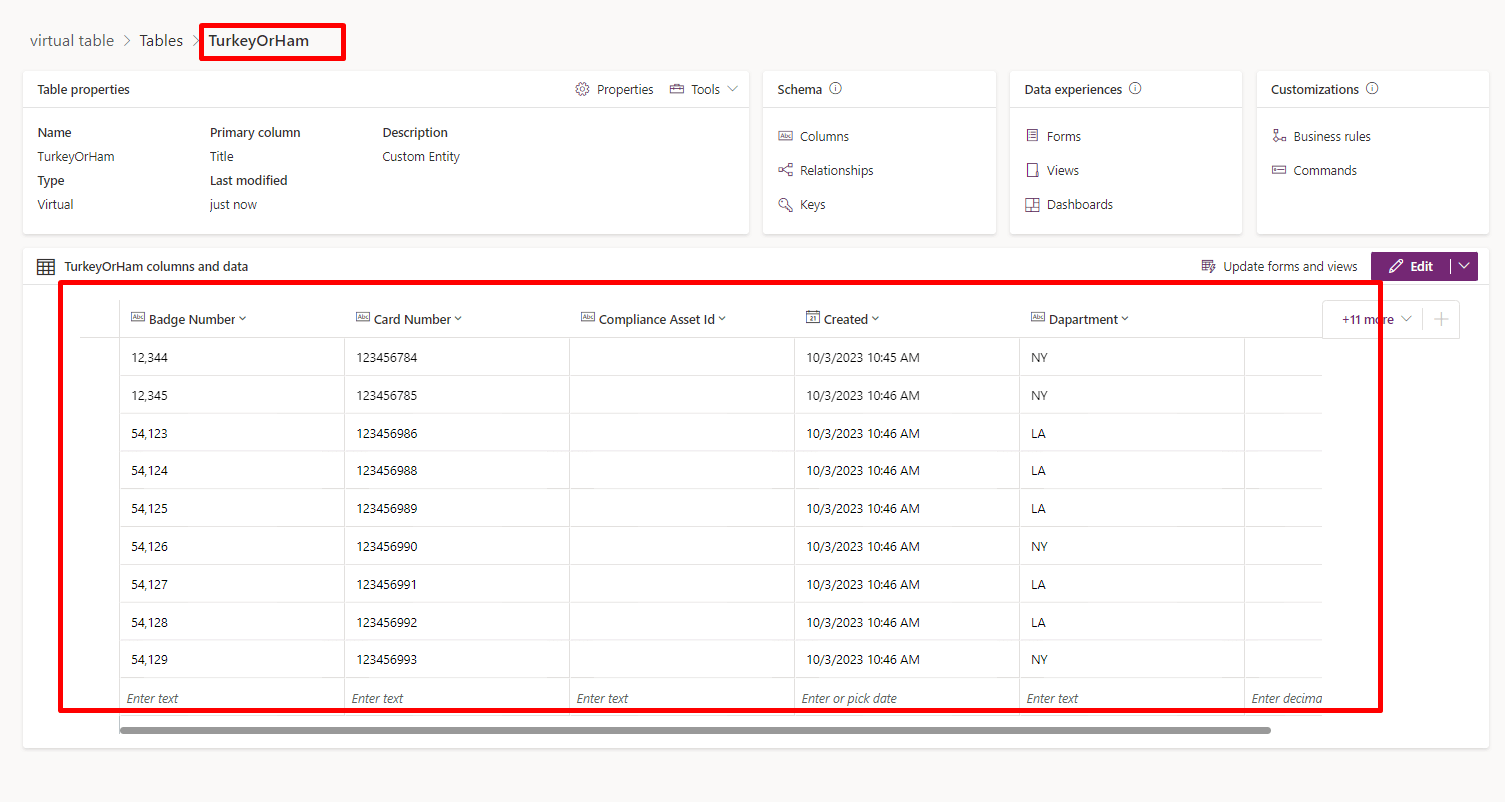 virtual table > Tables > TurkeyOrHam
Table properties
Properties
Tools
Name Primary column Description
TurkeyOrHam Title Custom Entity
Type Last modified
Virtual just now
Schema
Columns
Relationships
Keys
Data experiences
Forms
Views
Dashboards
Customizations
Business rules
Commands
TurkeyOrHam columns and data
Update forms and views
Edit
Abc Badge Number Abc Card Number Abc Compliance Asset Id 21 Created Abc Dapartment +11 more
12,344 123456784 10/3/2023 10:45 AM NY
12,345 123456785 10/3/2023 10:46 AM NY
54,123 123456986 10/3/2023 10:46 AM LA
54,124 123456988 10/3/2023 10:46 AM LA
54,125 123456989 10/3/2023 10:46 AM LA
54,126 123456990 10/3/2023 10:46 AM NY
54,127 123456991 10/3/2023 10:46 AM LA
54,128 123456992 10/3/2023 10:46 AM LA
54,129 123456993 10/3/2023 10:46 AM NY
Enter text Enter text Enter text Enter or pick date Enter text Enter decima